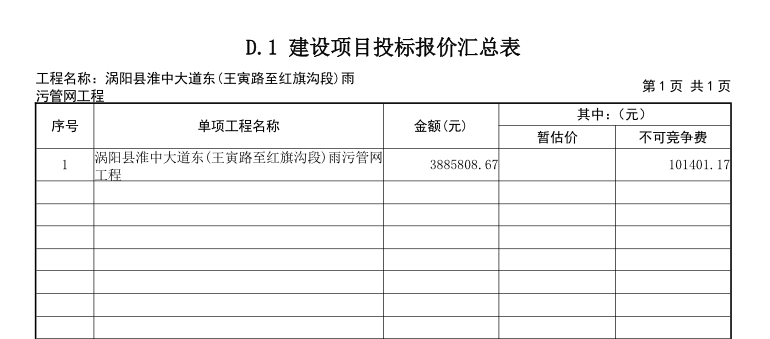 D.1 建设项目投标报价汇总表
工程名称：涡阳县淮中大道东(王寅路至红旗沟段)雨
污管网工程
第 1 页 共 1 页
序号
单项工程名称
金额(元)
其中：（元）
暂估价
不可竞争费
1
涡阳县淮中大道东(王寅路至红旗沟段)雨污管网
工程
3885808.67
101401.17